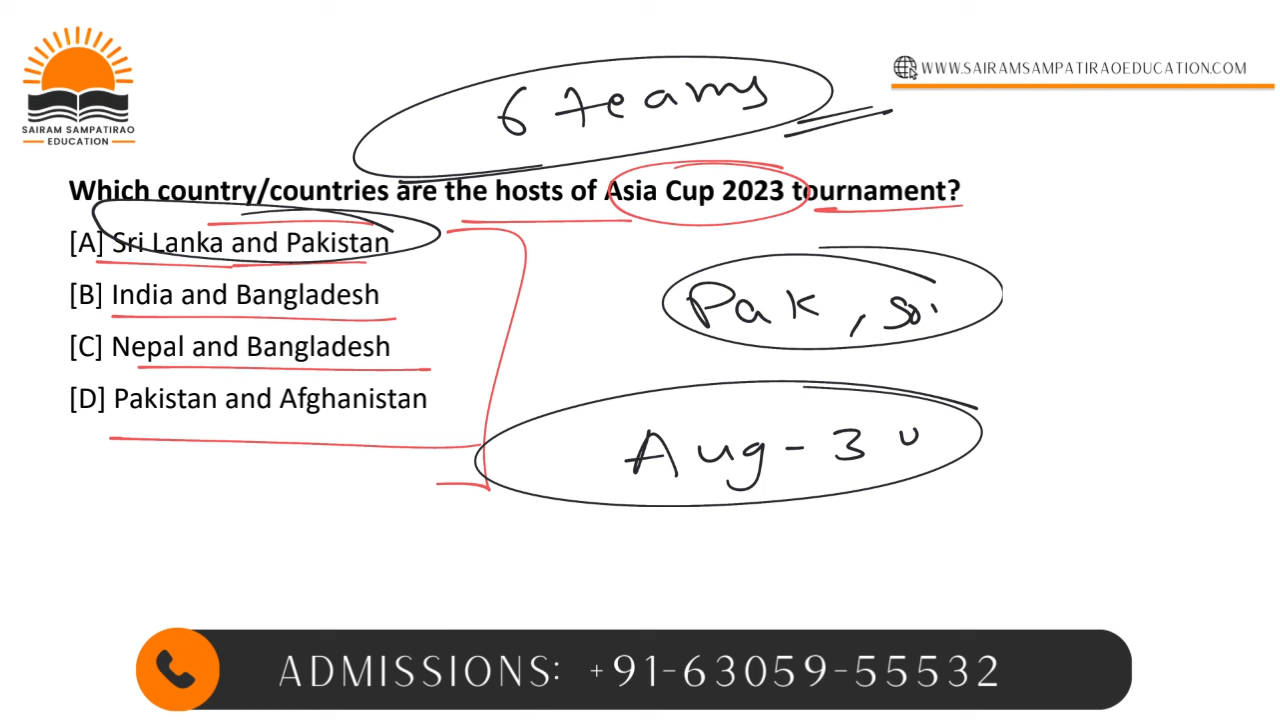 SAIRAM SAMPATIRAO
EDUCATION
WWW.SAIRAMSAMPATIRAOEDUCATION.COM
6 teams
Which country/countries are the hosts of Asia Cup 2023 tournament?
[A] Sri Lanka and Pakistan
[B] India and Bangladesh
[C] Nepal and Bangladesh
[D] Pakistan and Afghanistan
Pak, Sri
Aug-30
ADMISSIONS: +91-63059-55532